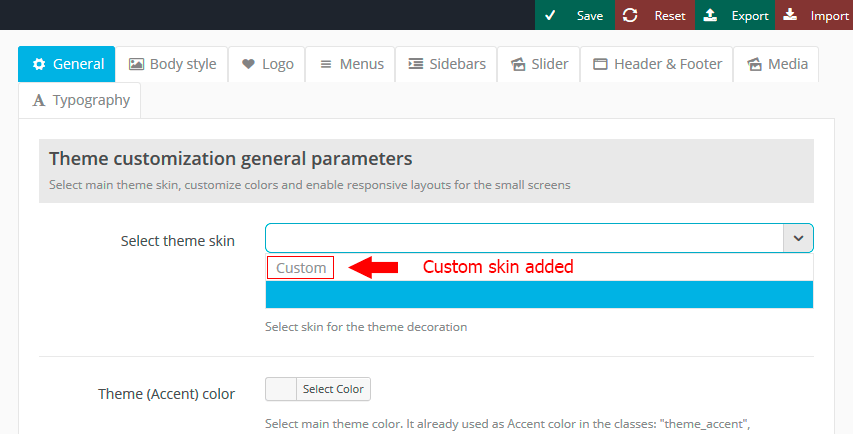 Save Reset Export Import
General Body style Logo Menus Sidebars Slider Header & Footer Media
Typography
Theme customization general parameters
Select main theme skin, customize colors and enable responsive layouts for the small screens
Select theme skin
Custom Custom skin added
Select skin for the theme decoration
Theme (Accent) color Select Color
Select main theme color. It already used as Accent color in the classes: "theme_accent",